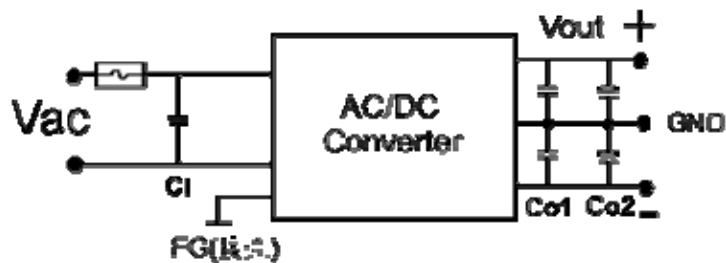 Vout +
Vac
AC/DC
Converter
GND
Ci
Co1 Co2 -
FG(